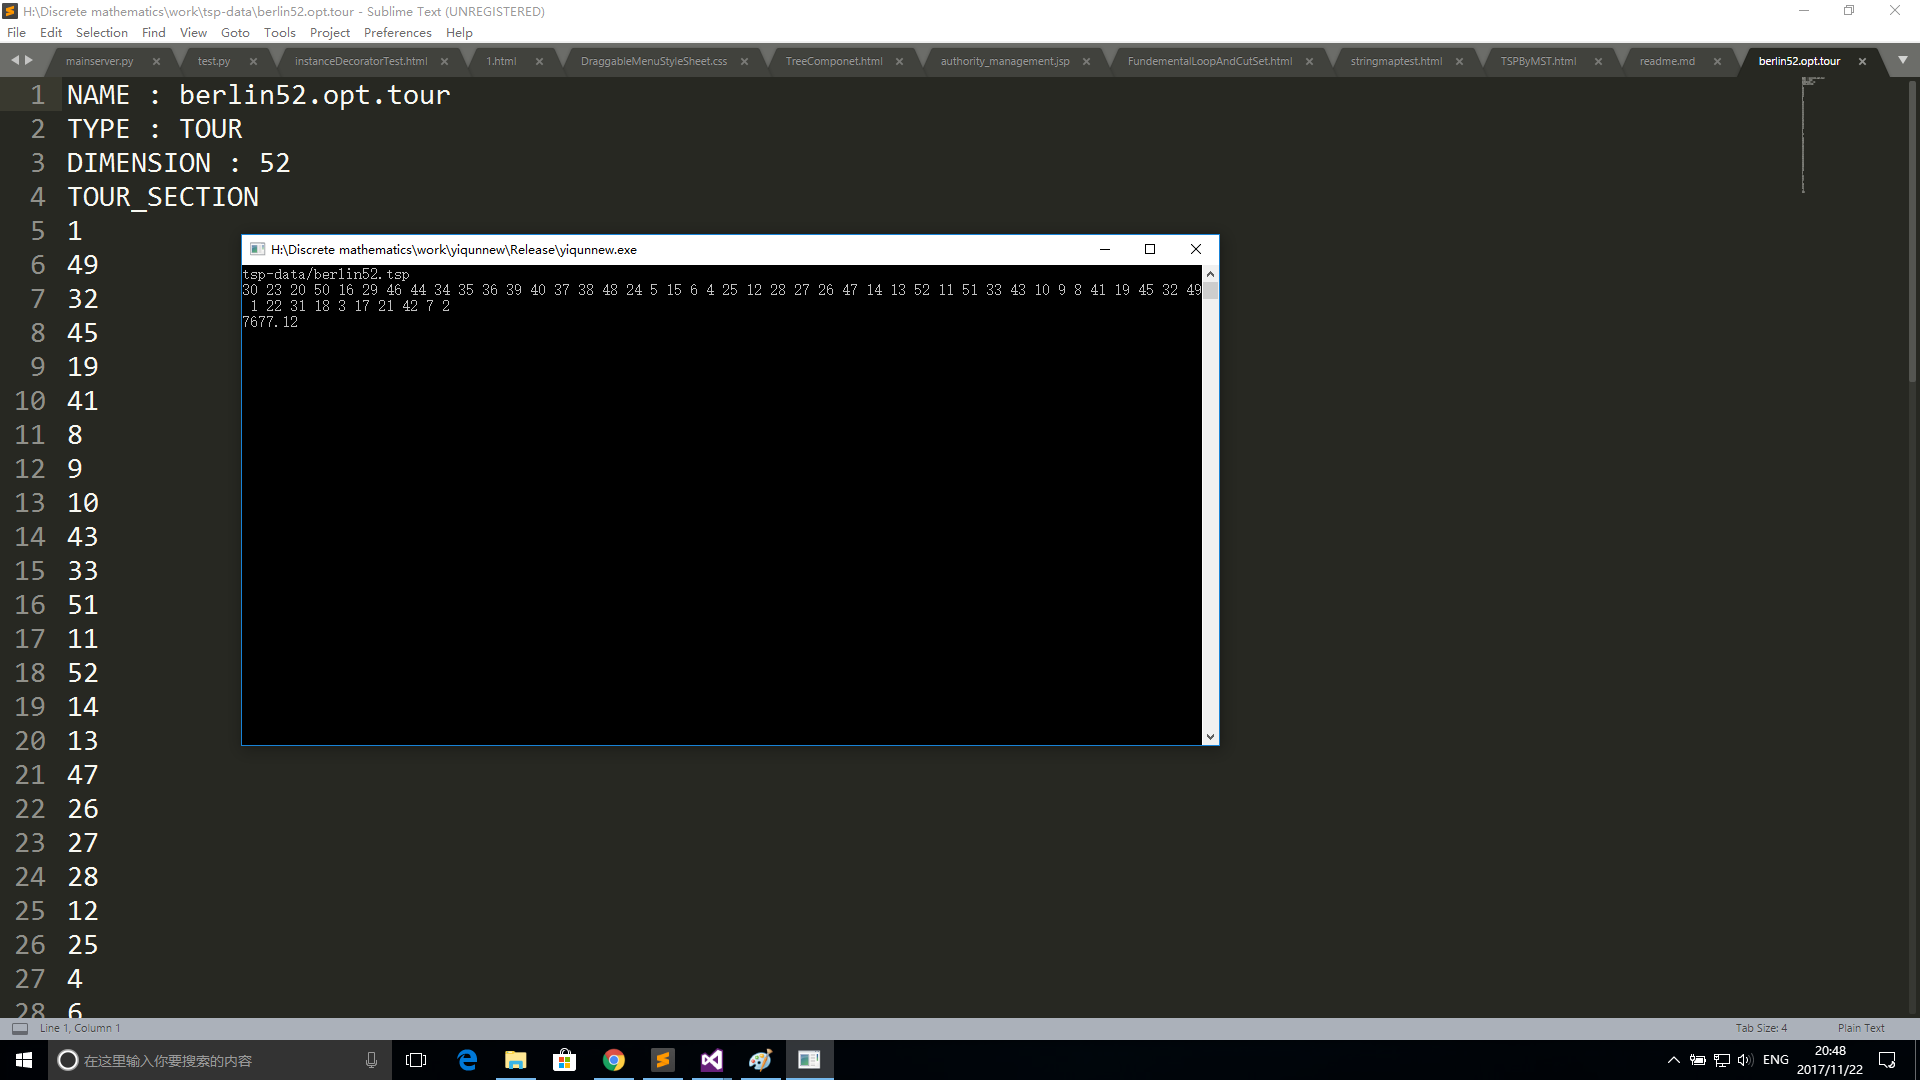 H:\Discrete mathematics\work\tsp-data\berlin52.opt.tour - Sublime Text (UNREGISTERED)
File Edit Selection Find View Goto Tools Project Preferences Help
mainserver.py test.py instanceDecoratorTest.html 1.html DraggableMenuStyleSheet.css TreeComponet.html authority_management.jsp FundementalLoopAndCutSet.html stringmaptest.html TSPByMST.html readme.md berlin52.opt.tour
1 NAME : berlin52.opt.tour
2 TYPE : TOUR
3 DIMENSION : 52
4 TOUR_SECTION
5 1
6 49
7 32
8 45
9 19
10 41
11 8
12 9
13 10
14 43
15 33
16 51
17 11
18 52
19 14
20 13
21 47
22 26
23 27
24 28
25 12
26 25
27 4
28 6
H:\Discrete mathematics\work\yiqunnew\Release\yiqunnew.exe
tsp-data/berlin52.tsp
30 23 20 50 16 29 46 44 34 35 36 39 40 37 38 48 24 5 15 6 4 25 12 28 27 26 47 14 13 52 11 51 33 43 10 9 8 41 19 45 32 49
1 22 31 18 3 17 21 42 7 2
7677.12
Line 1, Column 1 Tab Size: 4 Plain Text
在这里输入你要搜索的内容
ENG
20:48
2017/11/22